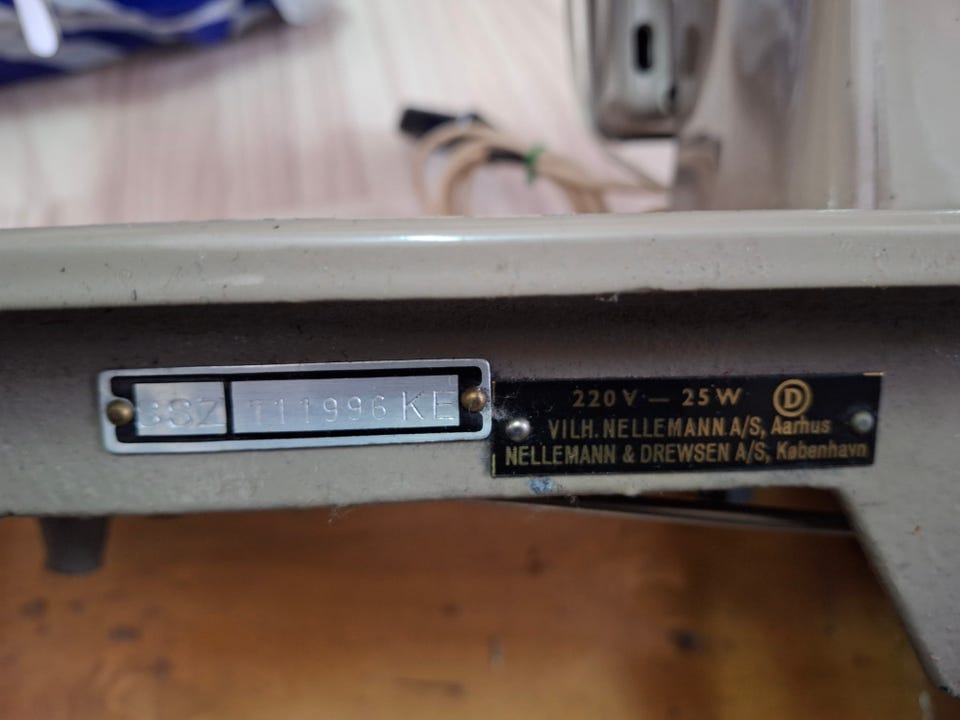 T11996 KE
220 V — 25 W D
VILH. NELLEMANN A/S, Aarhus
NELLEMANN & DREWSEN A/S, København